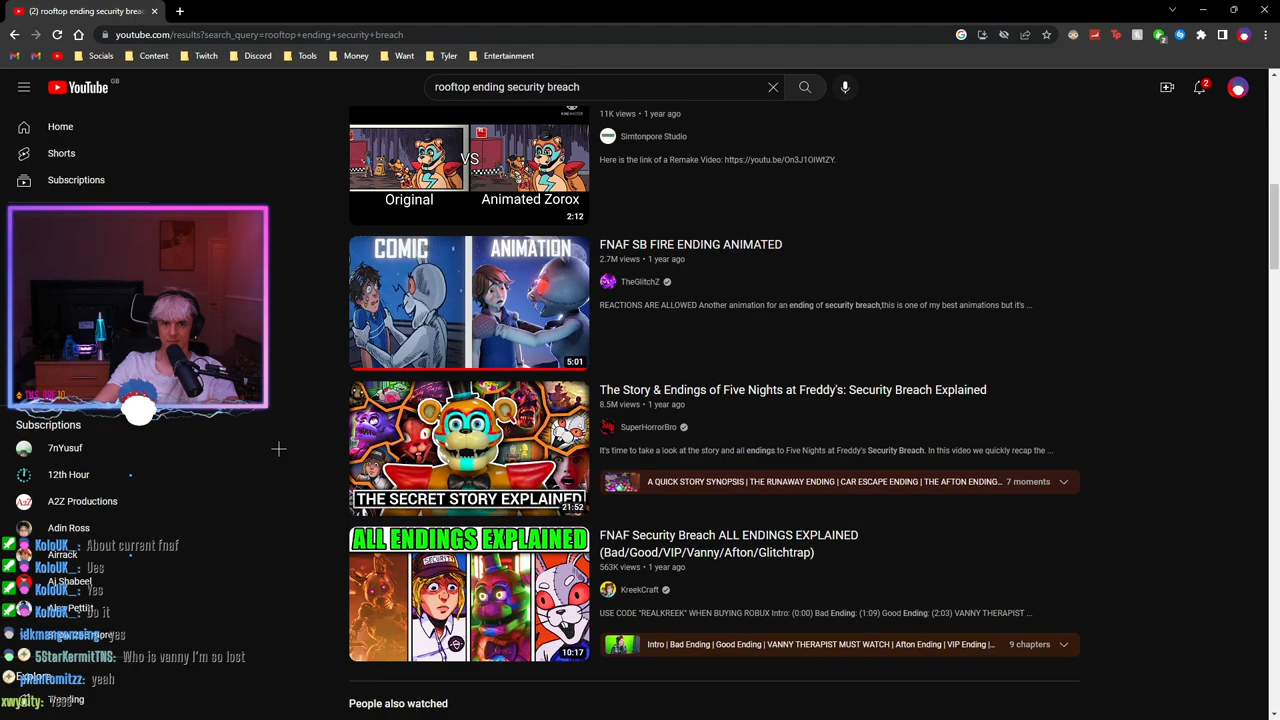 (2) rooftop ending security breac
youtube.com/results?search_query=rooftop+ending+security+breach
Socials
Content
Twitch
Discord
Tools
Money
Want
Tyler
Entertainment
YouTube GB
rooftop ending security breach
2
Home
Shorts
Subscriptions
Subscriptions
7nYusuf
12th Hour
A2Z Productions
Adin Ross
Airrack
Aj Shabeel
Explore
Trending
KoloUK_: About current fnaf
KoloUK_: Ues
KoloUK_: Yes
KoloUK_: Do it
idkmanguessing: yes
5StarKermitTNS: Who is vanny I'm so lost
phantomitzz: yeah
VS
Original
Animated Zorox
2:12
11K views • 1 year ago
Simtonpore Studio
Here is the link of a Remake Video: https://youtu.be/On3J1OIWtZY.
COMIC
ANIMATION
5:01
FNAF SB FIRE ENDING ANIMATED
2.7M views • 1 year ago
TheGlitchZ
REACTIONS ARE ALLOWED Another animation for an ending of security breach,this is one of my best animations but it's ...
THE SECRET STORY EXPLAINED
21:52
The Story & Endings of Five Nights at Freddy's: Security Breach Explained
8.5M views • 1 year ago
SuperHorrorBro
It's time to take a look at the story and all endings to Five Nights at Freddy's Security Breach. In this video we quickly recap the ...
A QUICK STORY SYNOPSIS | THE RUNAWAY ENDING | CAR ESCAPE ENDING | THE AFTON ENDING...
7 moments
ALL ENDINGS EXPLAINED
SECURITY
10:17
FNAF Security Breach ALL ENDINGS EXPLAINED
(Bad/Good/VIP/Vanny/Afton/Glitchtrap)
563K views • 1 year ago
KreekCraft
USE CODE "REALKREEK" WHEN BUYING ROBUX Intro: (0:00) Bad Ending: (1:09) Good Ending: (2:03) VANNY THERAPIST ...
Intro | Bad Ending | Good Ending | VANNY THERAPIST MUST WATCH | Afton Ending | VIP Ending |...
9 chapters
People also watched